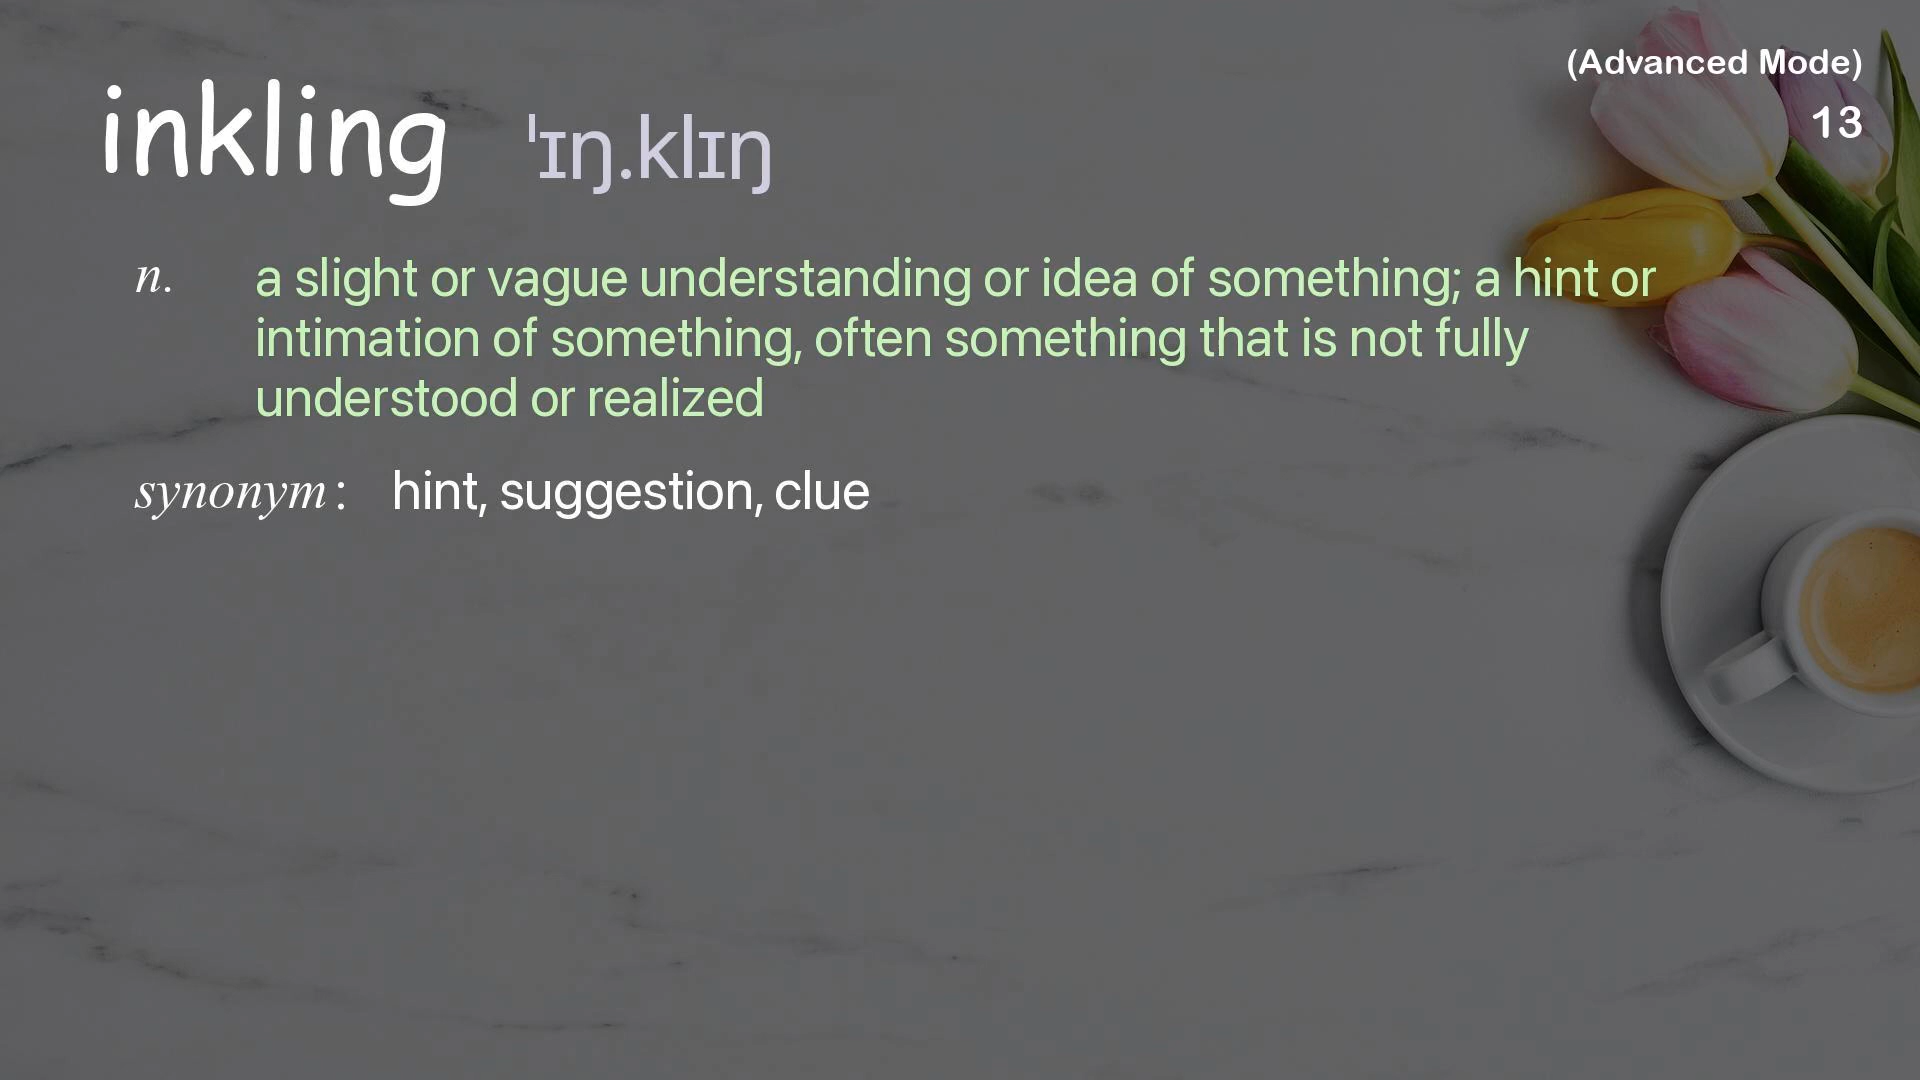 (Advanced Mode)
13
inkling ˈɪŋ.klɪŋ
n. a slight or vague understanding or idea of something; a hint or
intimation of something, often something that is not fully
understood or realized
synonym: hint, suggestion, clue